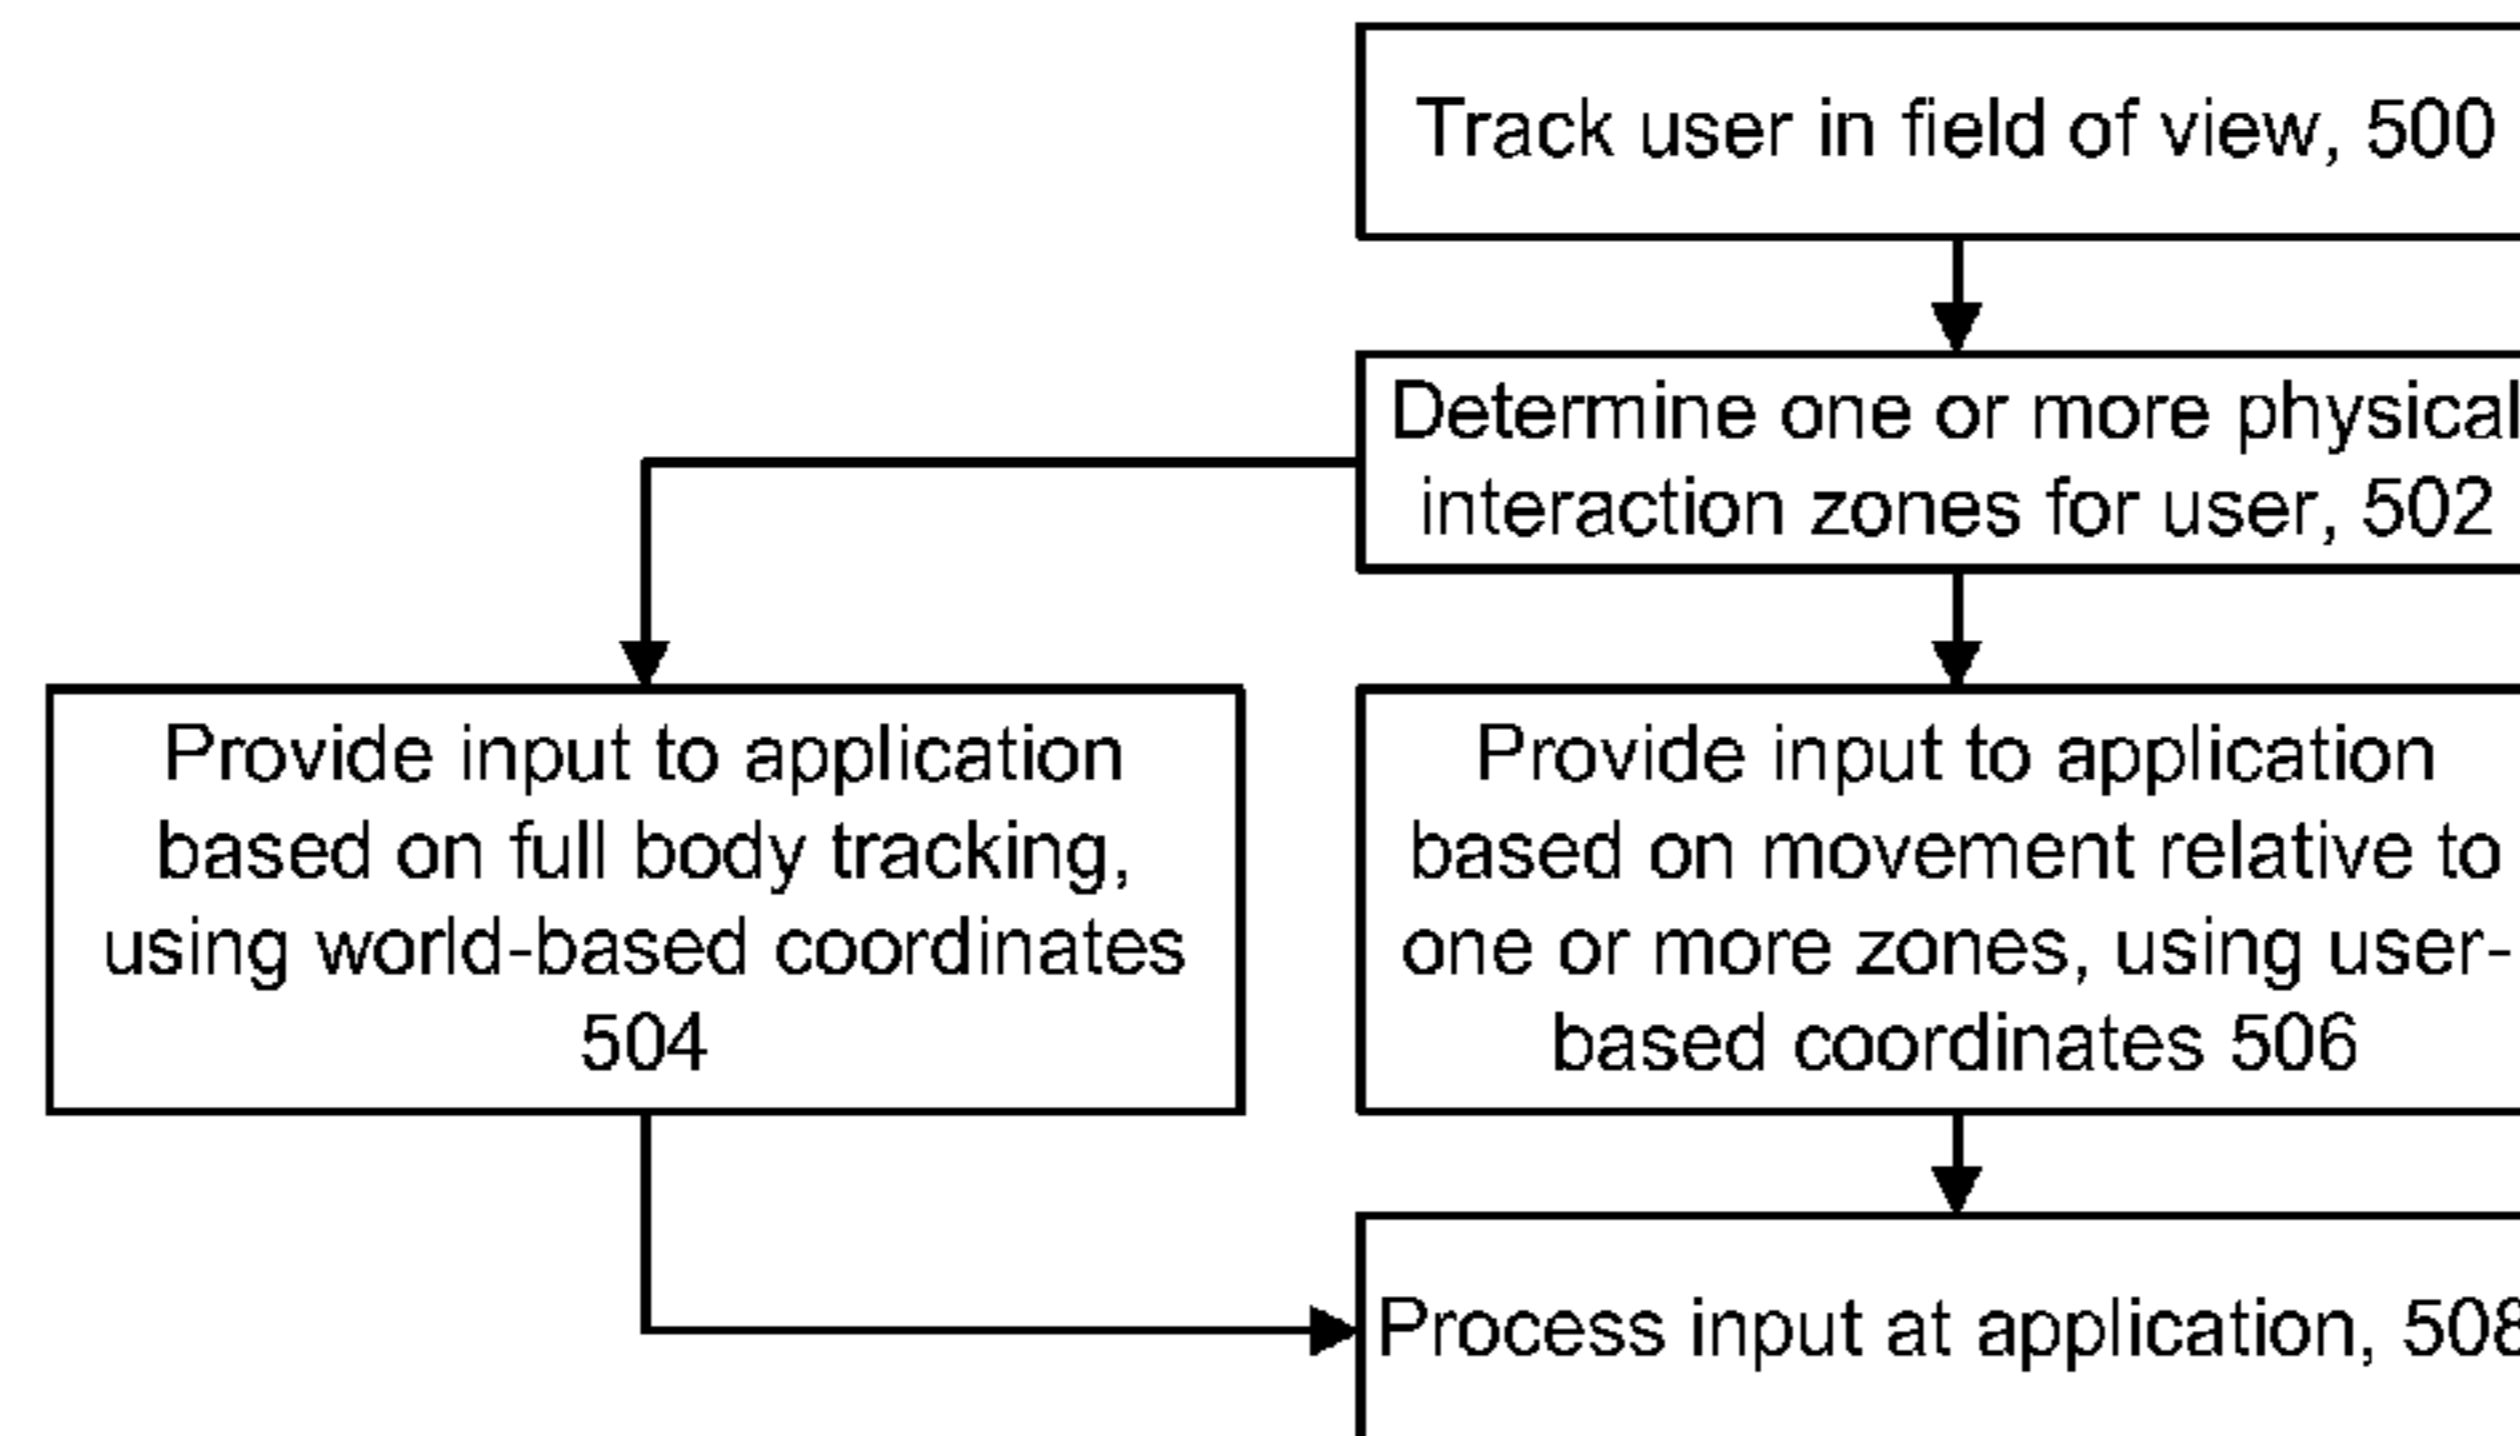 Track user in field of view, 500
Determine one or more physical
interaction zones for user, 502
Provide input to application
based on full body tracking,
using world-based coordinates
504
Provide input to application
based on movement relative to
one or more zones, using user-
based coordinates 506
Process input at application, 508